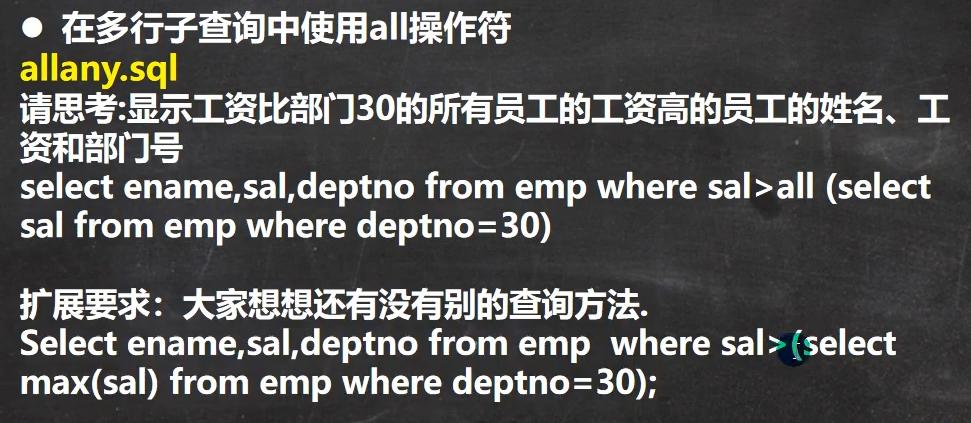 ● 在多行子查询中使用all操作符
allany.sql
请思考:显示工资比部门30的所有员工的工资高的员工的姓名、工
资和部门号
select ename,sal,deptno from emp where sal>all (select
sal from emp where deptno=30)
扩展要求：大家想想还有没有别的查询方法.
Select ename,sal,deptno from emp  where sal>(select
max(sal) from emp where deptno=30);